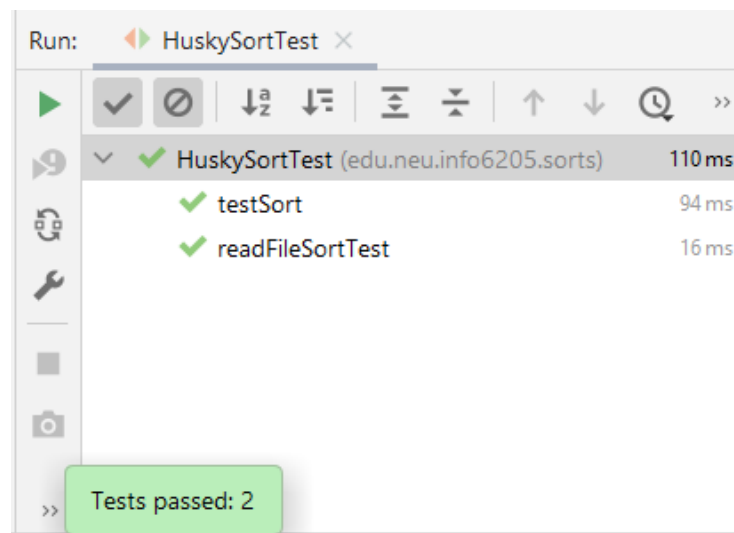 Run: HuskySortTest
HuskySortTest (edu.neu.info6205.sorts) 110 ms
testSort 94 ms
readFileSortTest 16 ms
Tests passed: 2